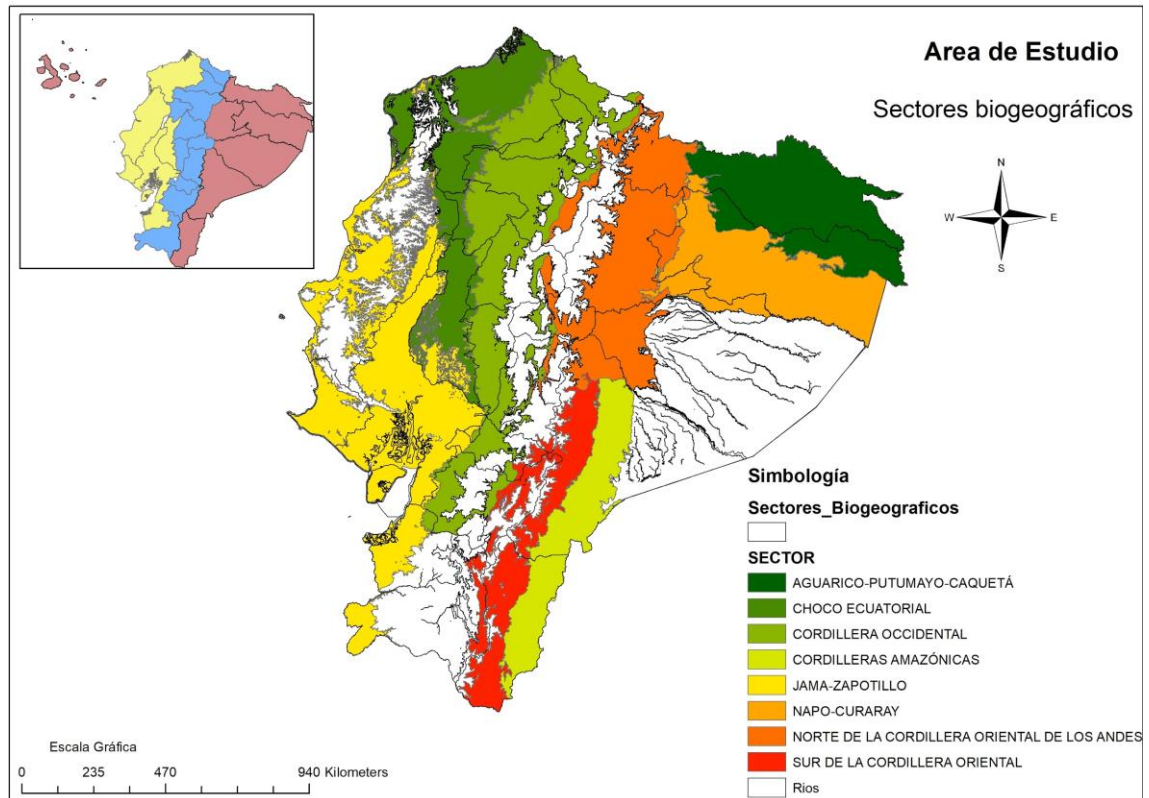 Area de Estudio
Sectores biogeográficos
N
W E
S
Simbología
Sectores_Biogeograficos
SECTOR
AGUARICO-PUTUMAYO-CAQUETÁ
CHOCO ECUATORIAL
CORDILLERA OCCIDENTAL
CORDILLERAS AMAZÓNICAS
JAMA-ZAPOTILLO
NAPO-CURARAY
NORTE DE LA CORDILLERA ORIENTAL DE LOS ANDES
SUR DE LA CORDILLERA ORIENTAL
Rios
Escala Gráfica
0 235 470 940 Kilometers